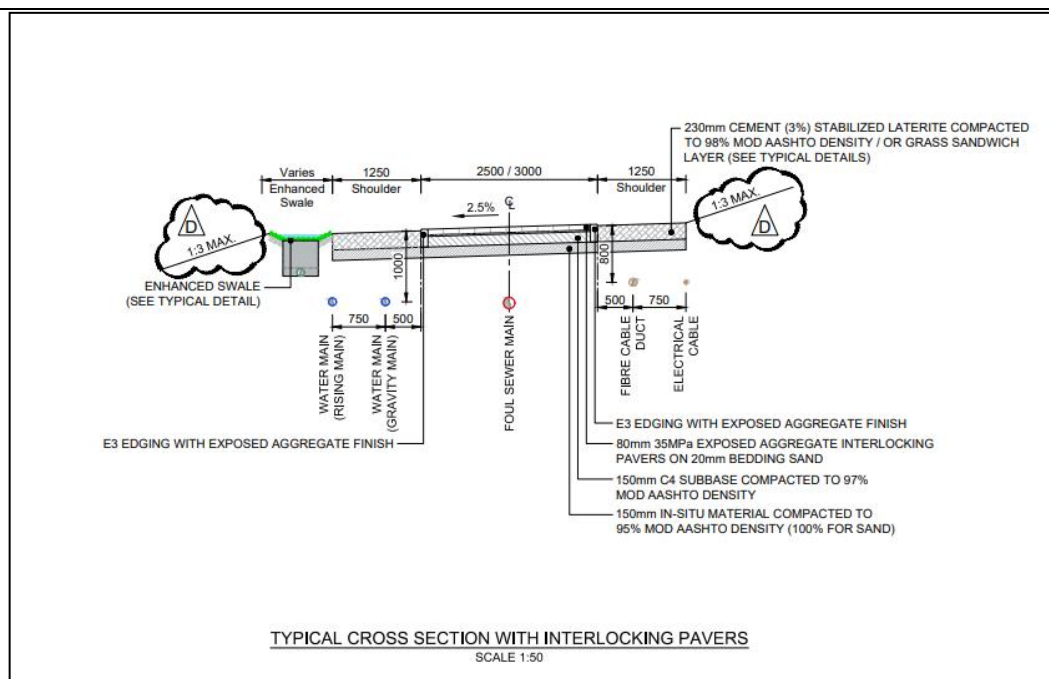 230mm CEMENT (3%) STABILIZED LATERITE COMPACTED
TO 98% MOD AASHTO DENSITY / OR GRASS SANDWICH
LAYER (SEE TYPICAL DETAILS)
Varies
Enhanced
Swale
1250
Shoulder
2500 / 3000
1250
Shoulder
2.5%
℄
1:3 MAX.
D
1:3 MAX.
D
ENHANCED SWALE
(SEE TYPICAL DETAIL)
1000
800
750
500
500
750
WATER MAIN
(RISING MAIN)
WATER MAIN
(GRAVITY MAIN)
FOUL SEWER MAIN
FIBRE CABLE
DUCT
ELECTRICAL
CABLE
E3 EDGING WITH EXPOSED AGGREGATE FINISH
E3 EDGING WITH EXPOSED AGGREGATE FINISH
80mm 35MPa EXPOSED AGGREGATE INTERLOCKING
PAVERS ON 20mm BEDDING SAND
150mm C4 SUBBASE COMPACTED TO 97%
MOD AASHTO DENSITY
150mm IN-SITU MATERIAL COMPACTED TO
95% MOD AASHTO DENSITY (100% FOR SAND)
TYPICAL CROSS SECTION WITH INTERLOCKING PAVERS
SCALE 1:50